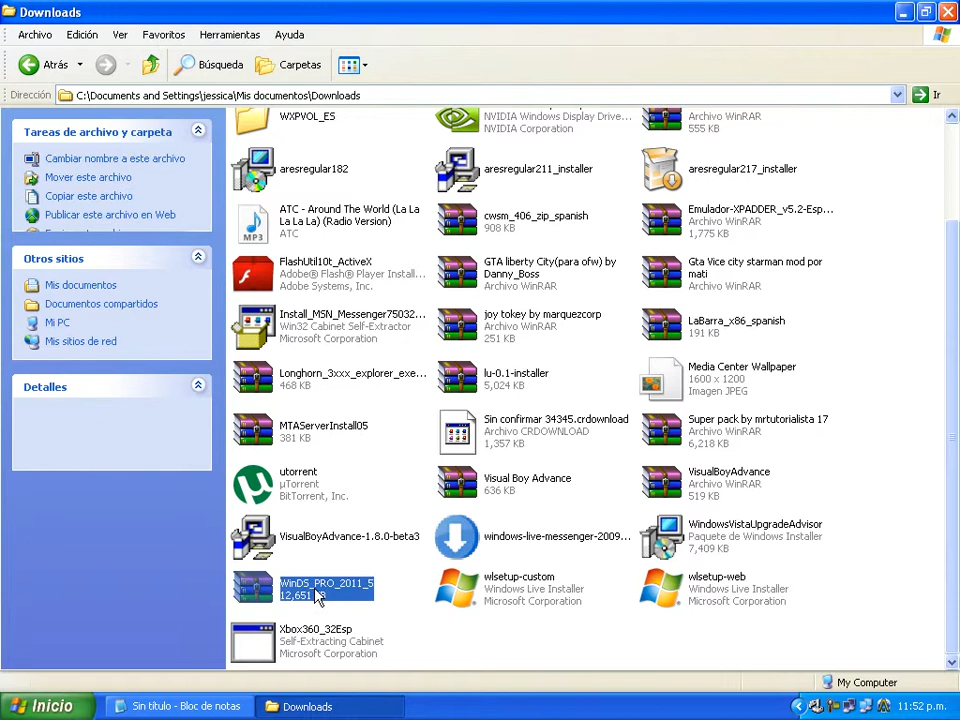 Downloads
Archivo Edición Ver Favoritos Herramientas Ayuda
Atrás Búsqueda Carpetas
Dirección C:\Documents and Settings\jessica\Mis documentos\Downloads Ir
Tareas de archivo y carpeta
Cambiar nombre a este archivo
Mover este archivo
Copiar este archivo
Publicar este archivo en Web
Otros sitios
Mis documentos
Documentos compartidos
Mi PC
Mis sitios de red
Detalles
WXPVOL_ES
NVIDIA Windows Display Drive...
NVIDIA Corporation
Archivo WinRAR
555 KB
aresregular182
aresregular211_installer
aresregular217_installer
MP3
ATC - Around The World (La La
La La La) (Radio Version)
ATC
cwsm_406_zip_spanish
908 KB
Emulador-XPADDER_v5.2-Esp...
Archivo WinRAR
1,775 KB
FlashUtil10t_ActiveX
Adobe® Flash® Player Install...
Adobe Systems, Inc.
GTA liberty City(para ofw) by
Danny_Boss
Archivo WinRAR
Gta Vice city starman mod por
mati
Archivo WinRAR
Install_MSN_Messenger75032...
Win32 Cabinet Self-Extractor
Microsoft Corporation
joy tokey by marquezcorp
Archivo WinRAR
251 KB
LaBarra_x86_spanish
191 KB
Longhorn_3xxx_explorer_exe...
468 KB
lu-0.1-installer
5,024 KB
Media Center Wallpaper
1600 x 1200
Imagen JPEG
MTAServerInstall05
381 KB
Sin confirmar 34345.crdownload
Archivo CRDOWNLOAD
1,357 KB
Super pack by mrtutorialista 17
Archivo WinRAR
6,218 KB
utorrent
µTorrent
BitTorrent, Inc.
Visual Boy Advance
636 KB
VisualBoyAdvance
Archivo WinRAR
519 KB
VisualBoyAdvance-1.8.0-beta3
windows-live-messenger-2009...
WindowsVistaUpgradeAdvisor
Paquete de Windows Installer
7,409 KB
WinDS_PRO_2011_5
12,651
wlsetup-custom
Windows Live Installer
Microsoft Corporation
wlsetup-web
Windows Live Installer
Microsoft Corporation
Xbox360_32Esp
Self-Extracting Cabinet
Microsoft Corporation
My Computer
Inicio
Sin título - Bloc de notas
Downloads
11:52 p.m.